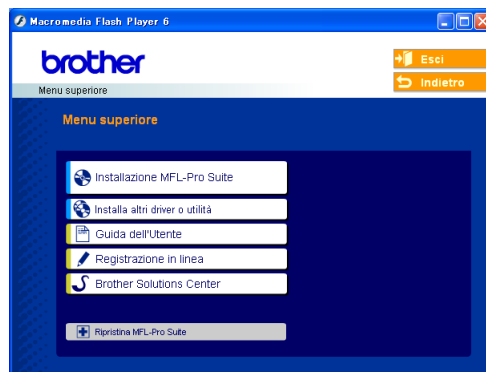 Macromedia Flash Player 6
brother
Esci
Indietro
Menu superiore
Menu superiore
Installazione MFL-Pro Suite
Installa altri driver o utilità
Guida dell'Utente
Registrazione in linea
Brother Solutions Center
Ripristina MFL-Pro Suite